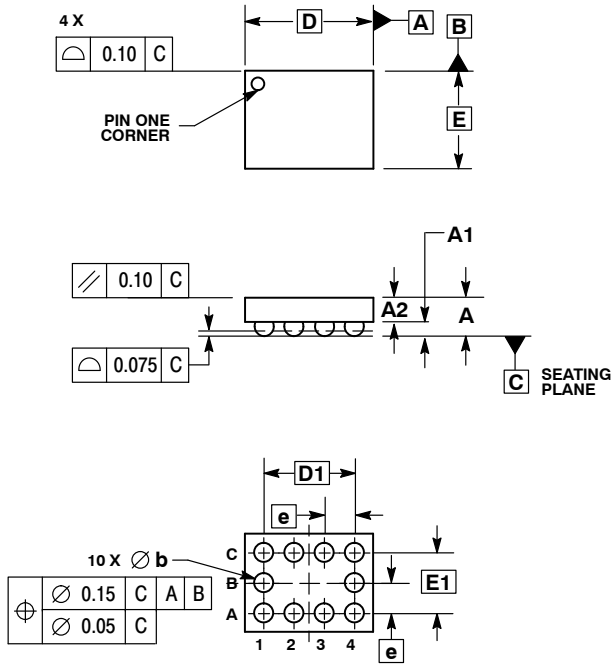 4 X
D
A
B
⌓ 0.10 C
PIN ONE
CORNER
E
A1
⫽ 0.10 C
A2
A
⌓ 0.075 C
C
SEATING
PLANE
D1
e
10 X ∅ b
C
B
A
E1
⌖ ∅ 0.15 C A B
∅ 0.05 C
1 2 3 4
e